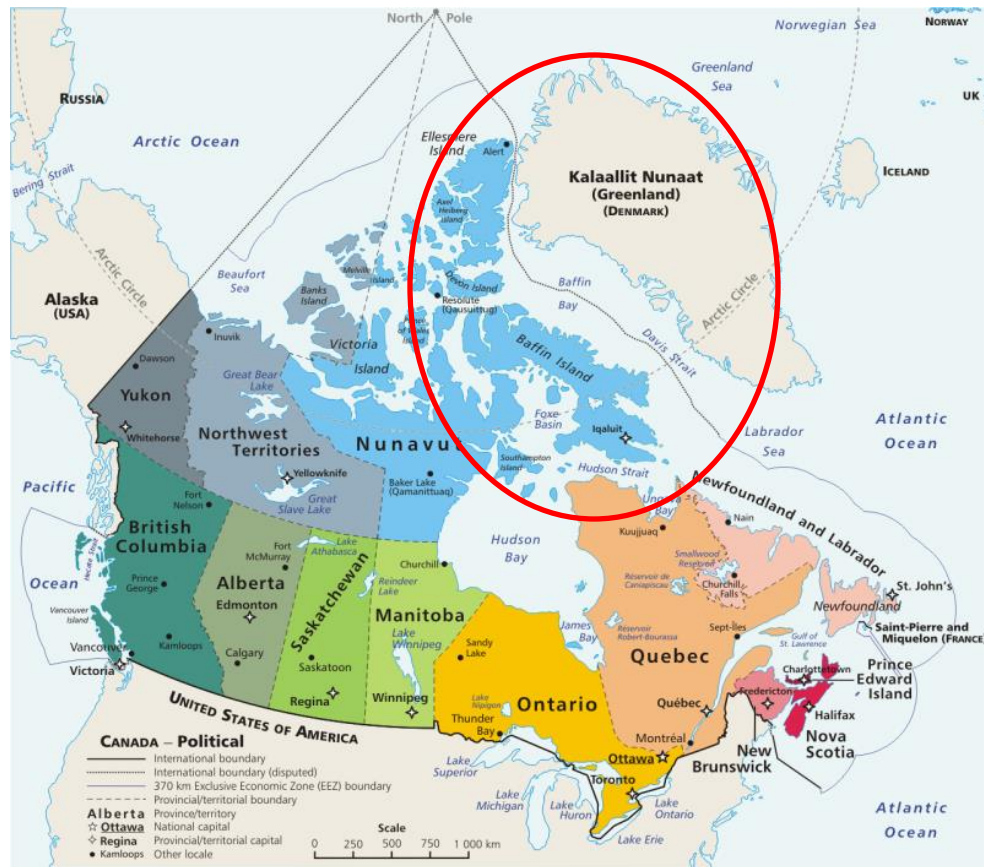 North Pole
Norwegian Sea
NORWAY
Greenland
Sea
UK
RUSSIA
Arctic Ocean
Ellesmere
Island
Alert
Kalaallit Nunaat
(Greenland)
(DENMARK)
ICELAND
Bering Strait
Axel
Heiberg
island
Arctic Circle
Beaufort
Sea
Melville
Island
Banks
Island
Devon Island
Resolute
(Qausuittuq)
Baffin
Bay
Arctic Circle
Alaska
(USA)
Prince
of Wales
Island
Inuvik
Victoria
Island
Baffin Island
Davis Strait
Dawson
Great Bear
Lake
Yukon
Foxe
Basin
Iqaluit
Atlantic
Ocean
Whitehorse
Northwest
Territories
Nunavut
Labrador
Sea
Southampton
Island
Hudson Strait
Yellowknife
Baker Lake
(Qamanittuaq)
Pacific
Fort
Nelson
Great
Slave Lake
Ungava
Bay
Newfoundland and Labrador
British
Columbia
Kuujjuaq
Nain
Hudson
Bay
Lake
Athabasca
Fort
McMurray
Hecate Strait
Ocean
Smallwood
Reservoir
Churchill
Reindeer
Lake
Prince
George
Alberta
Edmonton
Saskatchewan
Manitoba
Réservoir de
Caniapiscau
Churchill
Falls
St. John's
Newfoundland
Vancouver
Island
James
Bay
Réservoir
Robert-Bourassa
Sept-Îles
Saint-Pierre and
Miquelon (FRANCE)
Lake
Winnipeg
Sandy
Lake
Vancouver
Kamloops
Calgary
Saskatoon
Quebec
Gulf of
St. Lawrence
Charlottetown
Prince
Edward
Island
Victoria
Regina
Winnipeg
Lake
Nipigon
Ontario
Québec
Fredericton
Halifax
Nova
Scotia
UNITED STATES OF AMERICA
Thunder
Bay
Montréal
New
Brunswick
Ottawa
Toronto
Lake
Superior
Lake
Michigan
Lake
Huron
Lake
Ontario
Lake Erie
Atlantic
Ocean
CANADA – Political
International boundary
International boundary (disputed)
370 km Exclusive Economic Zone (EEZ) boundary
Provincial/territorial boundary
Alberta Province/territory
Ottawa National capital
Regina Provincial/territorial capital
Kamloops Other locale
Scale
0 250 500 750 1 000 km